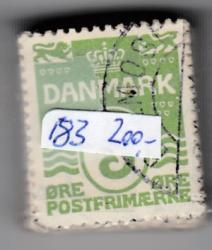 DANMARK
183 200,-
ØRE ØRE
POSTFRIMÆRKE